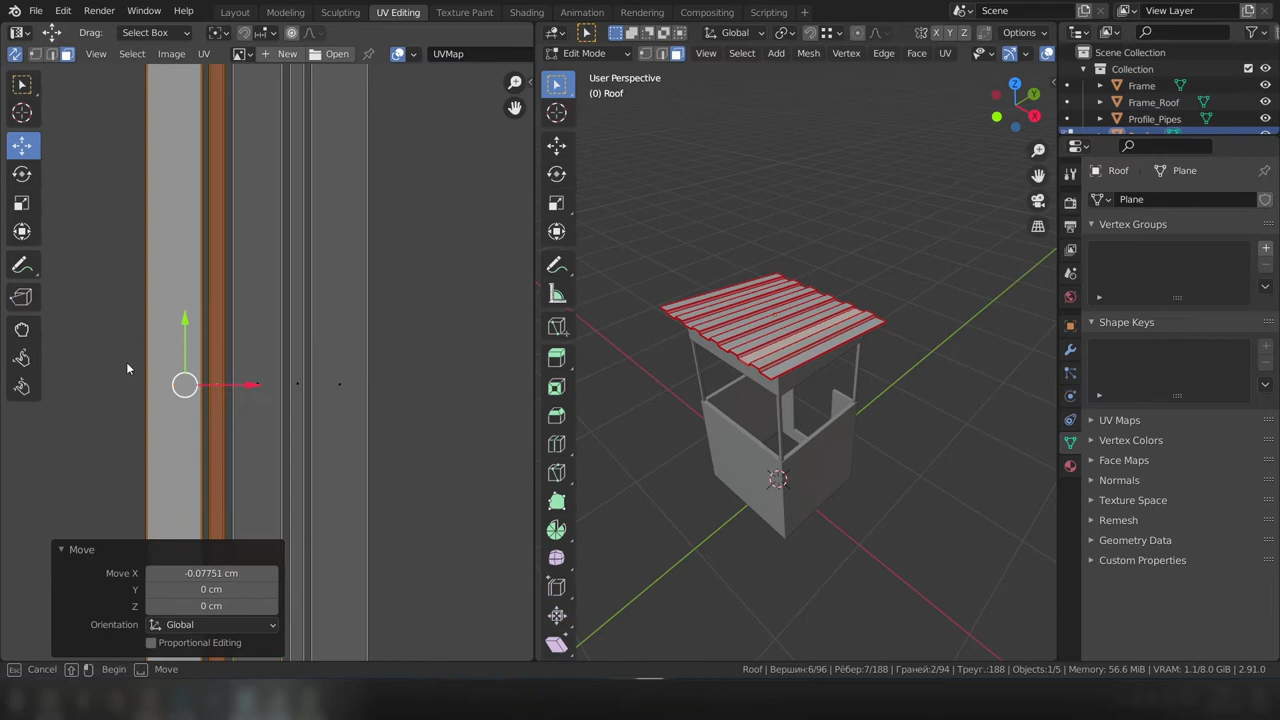 File Edit Render Window Help
Layout Modeling Sculpting UV Editing Texture Paint Shading Animation Rendering Compositing Scripting
Scene
View Layer
Drag: Select Box
View Select Image UV
New
Open
UVMap
Global
X Y Z
Options
Edit Mode
View Select Add Mesh Vertex Edge Face UV
User Perspective
(0) Roof
Z
Y
X
Scene Collection
Collection
Frame
Frame_Roof
Profile_Pipes
Roof Plane
Plane
Vertex Groups
Shape Keys
UV Maps
Vertex Colors
Face Maps
Normals
Texture Space
Remesh
Geometry Data
Custom Properties
Move
Move X -0.07751 cm
Y 0 cm
Z 0 cm
Orientation Global
Proportional Editing
Cancel Begin Move
Roof | Вершин:6/96 | Рёбер:7/188 | Граней:2/94 | Треуг.:188 | Objects:1/5 | Memory: 56.6 MiB | VRAM: 1.1/8.0 GiB | 2.91.0